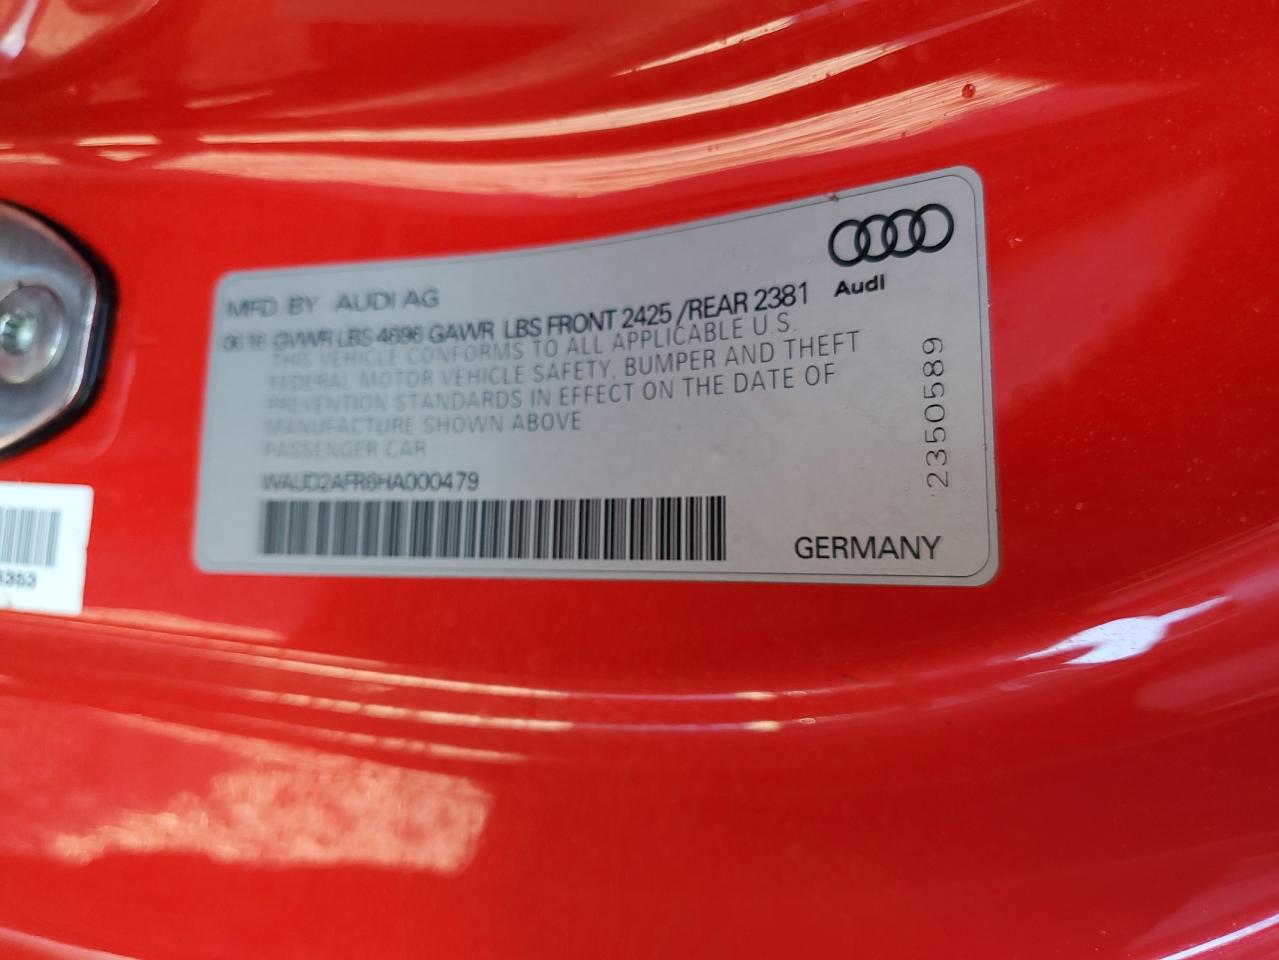 MFD. BY AUDI AG
06 16 GVWR LBS 4696 GAWR LBS FRONT 2425 /REAR 2381
THIS VEHICLE CONFORMS TO ALL APPLICABLE U.S.
FEDERAL MOTOR VEHICLE SAFETY, BUMPER AND THEFT
PREVENTION STANDARDS IN EFFECT ON THE DATE OF
MANUFACTURE SHOWN ABOVE
PASSENGER CAR
WAUD2AFR6HA000479
Audi
2350589
GERMANY